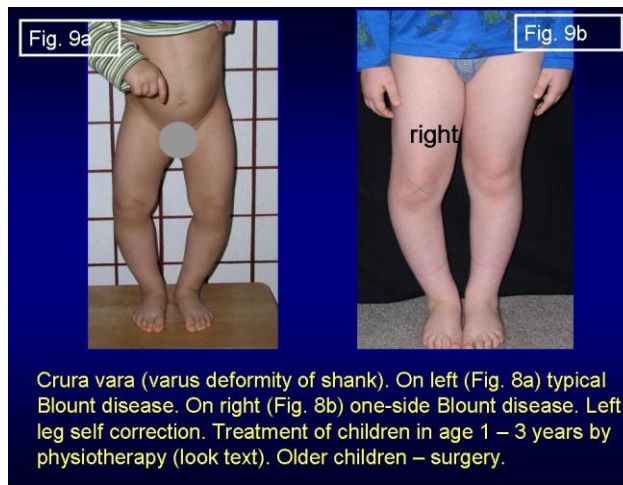 Fig. 9a
Fig. 9b
right
Crura vara (varus deformity of shank). On left (Fig. 8a) typical
Blount disease. On right (Fig. 8b) one-side Blount disease. Left
leg self correction. Treatment of children in age 1 – 3 years by
physiotherapy (look text). Older children – surgery.